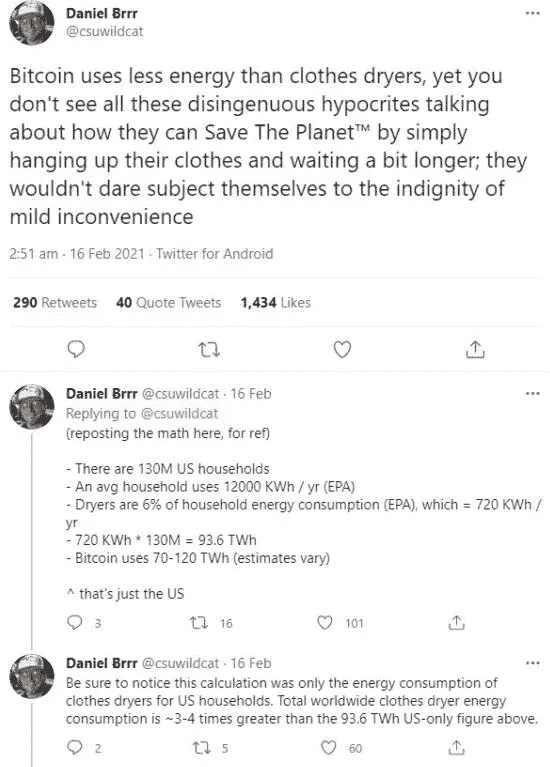 Daniel Brrr
@csuwildcat
Bitcoin uses less energy than clothes dryers, yet you
don't see all these disingenuous hypocrites talking
about how they can Save The Planet™ by simply
hanging up their clothes and waiting a bit longer; they
wouldn't dare subject themselves to the indignity of
mild inconvenience
2:51 am · 16 Feb 2021 · Twitter for Android
290 Retweets 40 Quote Tweets 1,434 Likes
Daniel Brrr @csuwildcat · 16 Feb
Replying to @csuwildcat
(reposting the math here, for ref)
- There are 130M US households
- An avg household uses 12000 KWh / yr (EPA)
- Dryers are 6% of household energy consumption (EPA), which = 720 KWh /
yr
- 720 KWh * 130M = 93.6 TWh
- Bitcoin uses 70-120 TWh (estimates vary)
^ that's just the US
3 16 101
Daniel Brrr @csuwildcat · 16 Feb
Be sure to notice this calculation was only the energy consumption of
clothes dryers for US households. Total worldwide clothes dryer energy
consumption is ~3-4 times greater than the 93.6 TWh US-only figure above.
2 5 60